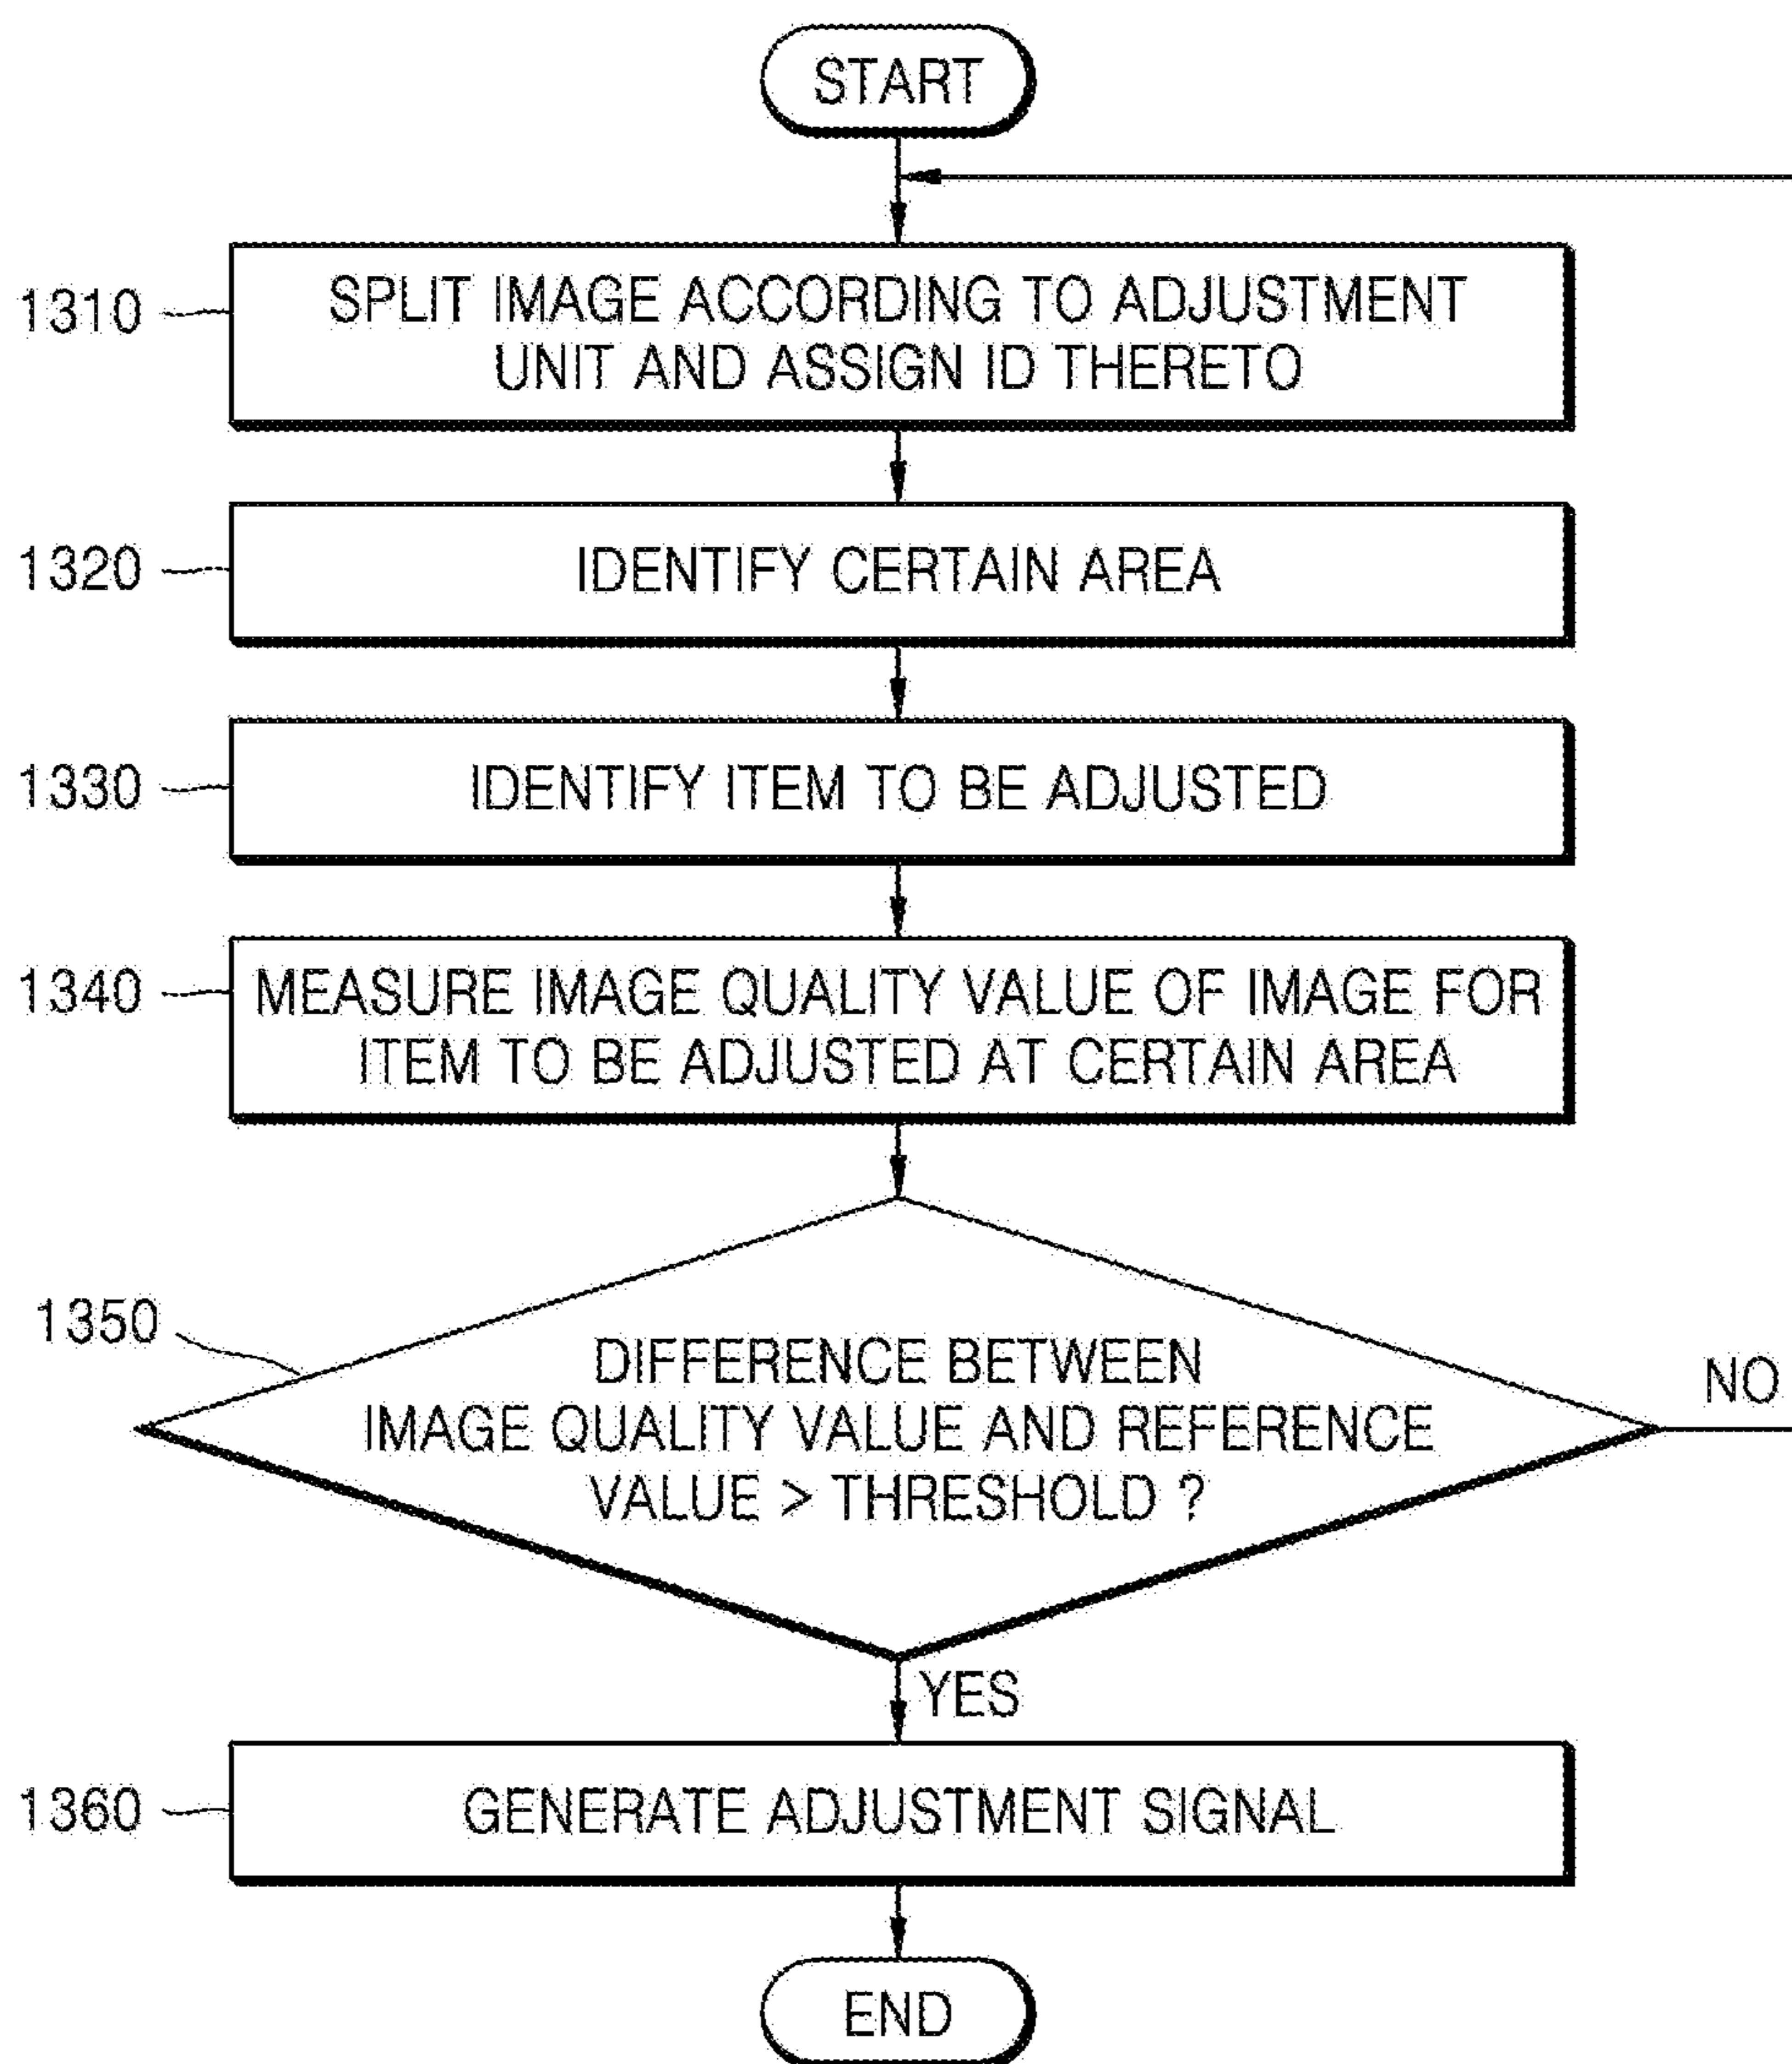 START
1310
SPLIT IMAGE ACCORDING TO ADJUSTMENT
UNIT AND ASSIGN ID THERETO
1320
IDENTIFY CERTAIN AREA
1330
IDENTIFY ITEM TO BE ADJUSTED
1340
MEASURE IMAGE QUALITY VALUE OF IMAGE FOR
ITEM TO BE ADJUSTED AT CERTAIN AREA
1350
DIFFERENCE BETWEEN
IMAGE QUALITY VALUE AND REFERENCE
VALUE > THRESHOLD ?
NO
YES
1360
GENERATE ADJUSTMENT SIGNAL
END